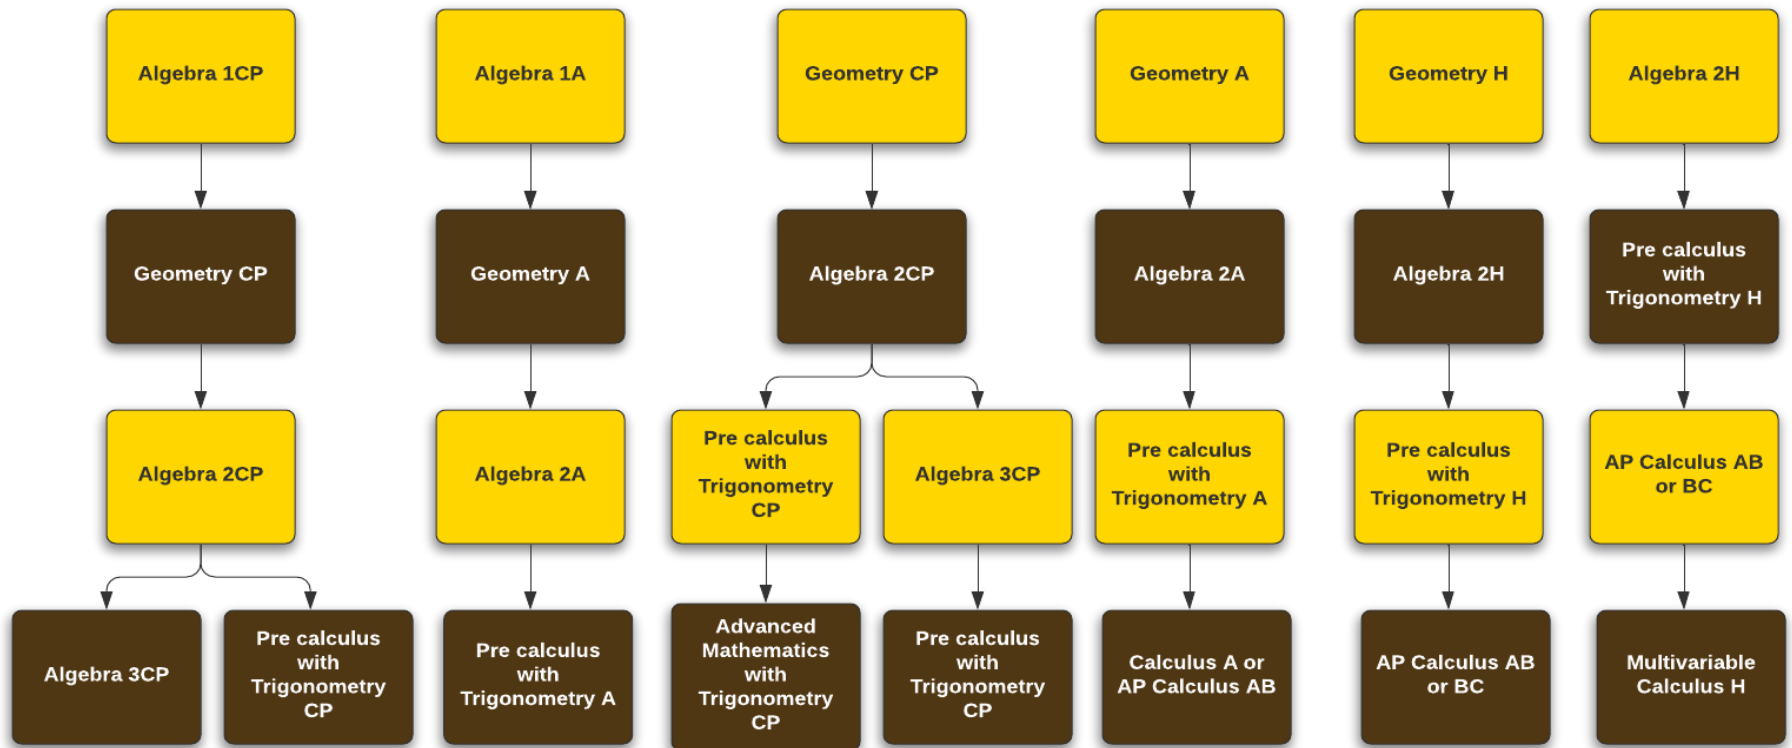 Algebra 1CP
Algebra 1A
Geometry CP
Geometry A
Geometry H
Algebra 2H
Geometry CP
Geometry A
Algebra 2CP
Algebra 2A
Algebra 2H
Pre calculus
with
Trigonometry H
Algebra 2CP
Algebra 2A
Pre calculus
with
Trigonometry
CP
Algebra 3CP
Pre calculus
with
Trigonometry A
Pre calculus
with
Trigonometry H
AP Calculus AB
or BC
Algebra 3CP
Pre calculus
with
Trigonometry
CP
Pre calculus
with
Trigonometry A
Advanced
Mathematics
with
Trigonometry
CP
Pre calculus
with
Trigonometry
CP
Calculus A or
AP Calculus AB
AP Calculus AB
or BC
Multivariable
Calculus H